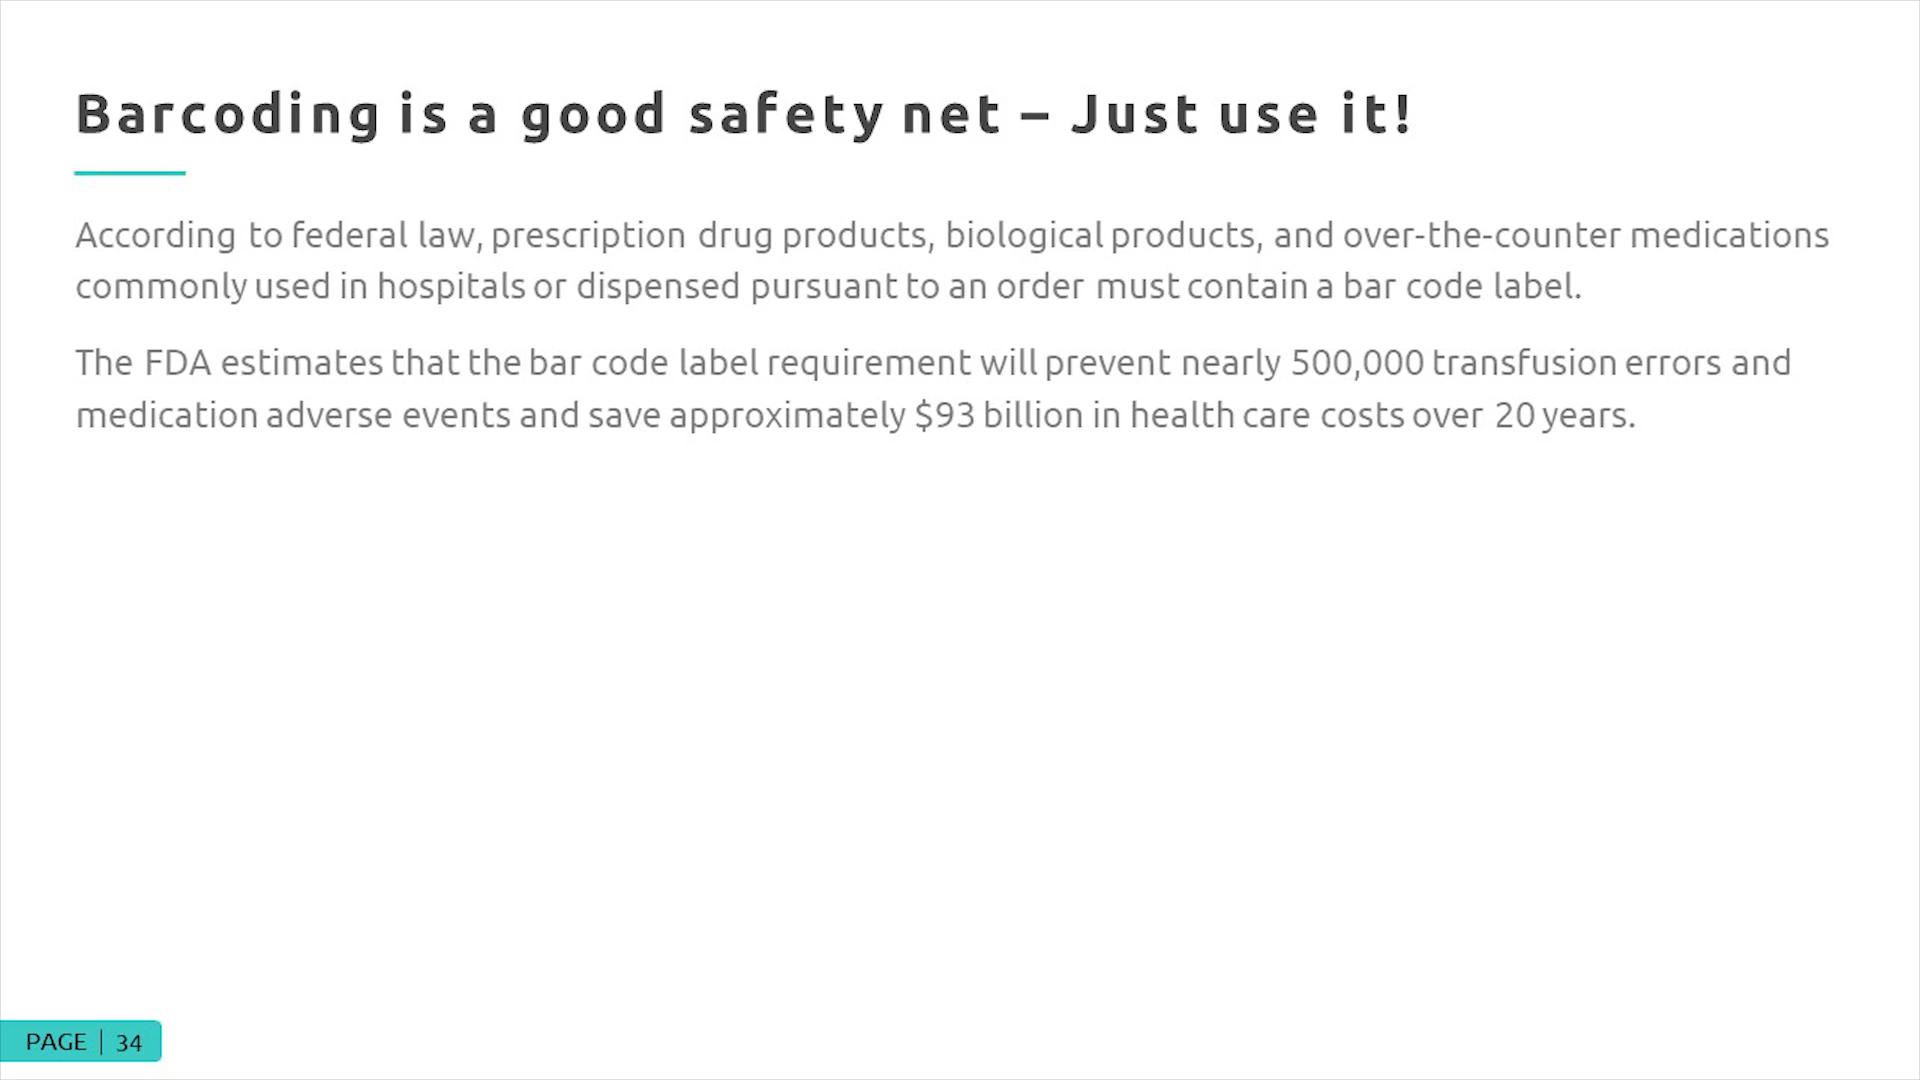 Barcoding is a good safety net – Just use it!
According to federal law, prescription drug products, biological products, and over-the-counter medications
commonly used in hospitals or dispensed pursuant to an order must contain a bar code label.
The FDA estimates that the bar code label requirement will prevent nearly 500,000 transfusion errors and
medication adverse events and save approximately $93 billion in health care costs over 20 years.
PAGE | 34